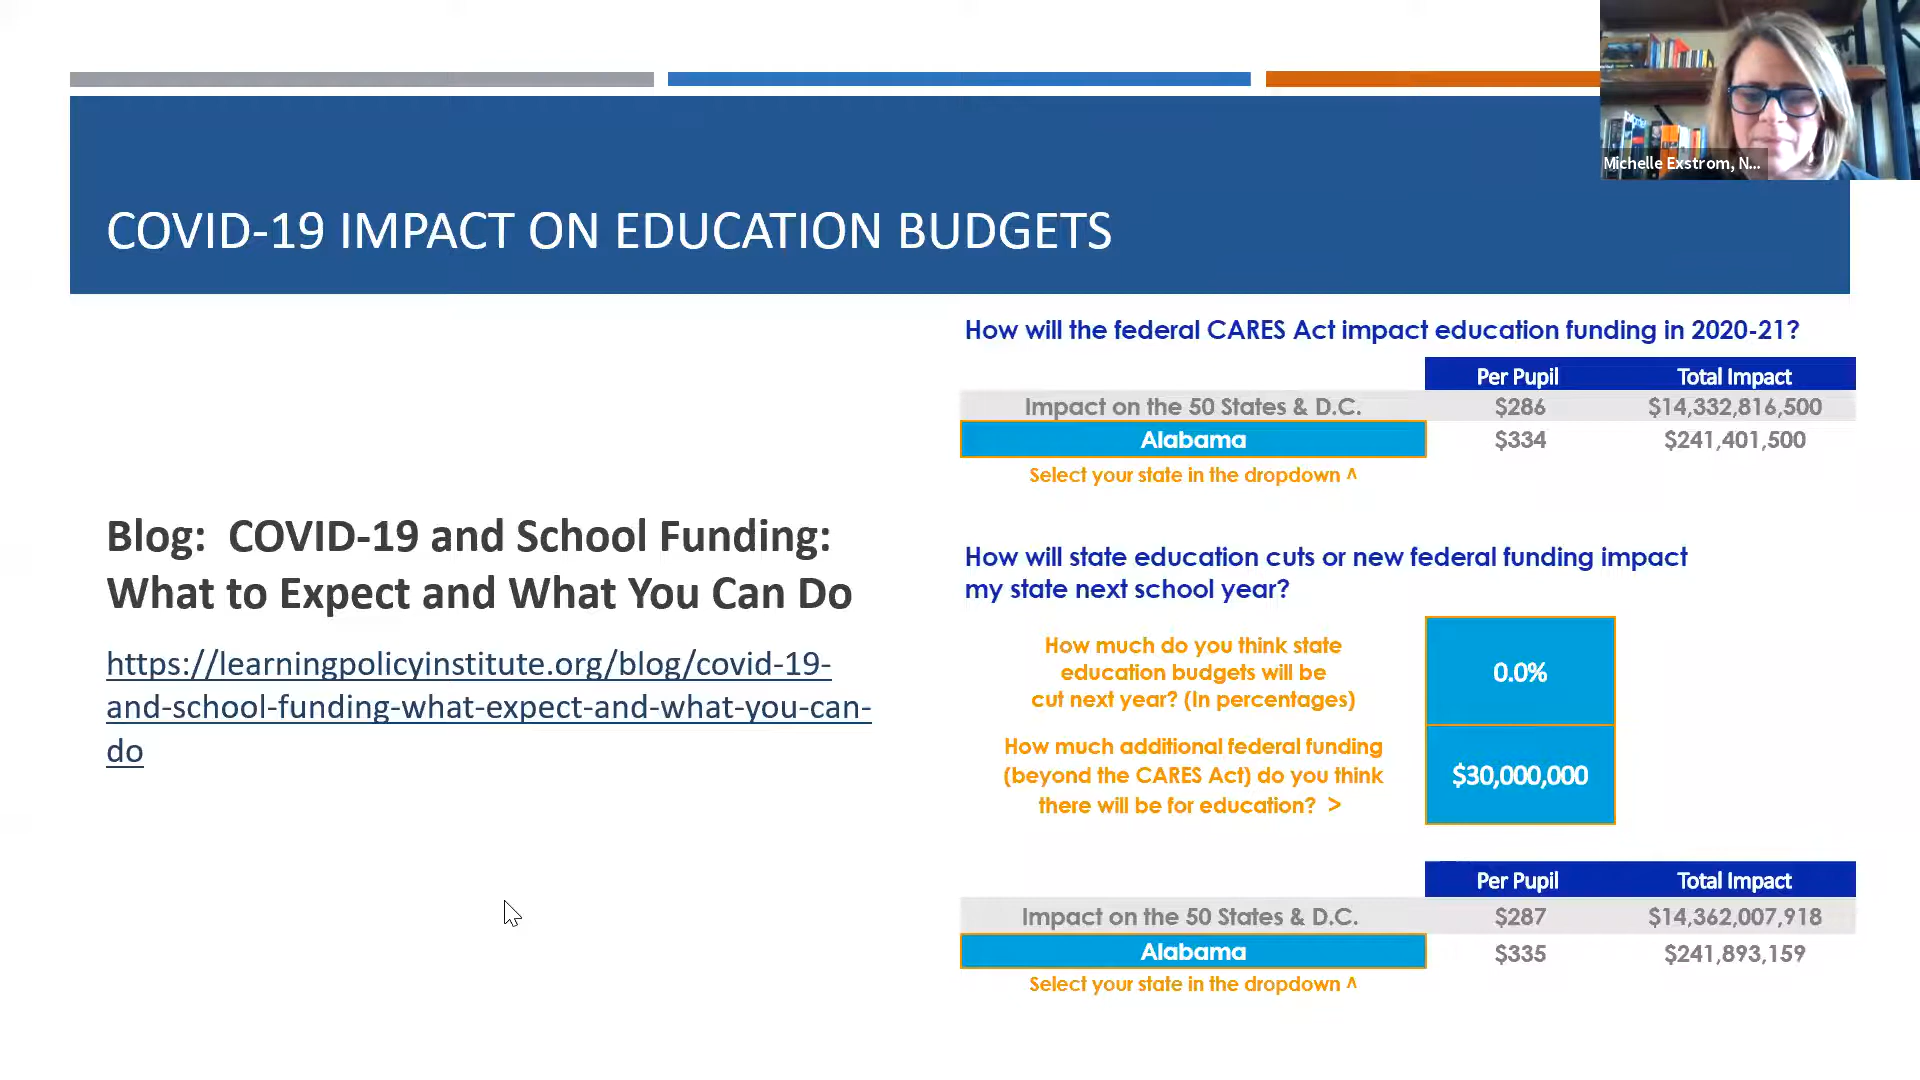 Michelle Exstrom, N...
COVID-19 IMPACT ON EDUCATION BUDGETS
Blog:  COVID-19 and School Funding:
What to Expect and What You Can Do
https://learningpolicyinstitute.org/blog/covid-19-
and-school-funding-what-expect-and-what-you-can-
do
How will the federal CARES Act impact education funding in 2020-21?
Per Pupil Total Impact
Impact on the 50 States & D.C. $286 $14,332,816,500
Alabama $334 $241,401,500
Select your state in the dropdown ^
How will state education cuts or new federal funding impact
my state next school year?
How much do you think state
education budgets will be
cut next year? (In percentages)
0.0%
How much additional federal funding
(beyond the CARES Act) do you think
there will be for education? >
$30,000,000
Per Pupil Total Impact
Impact on the 50 States & D.C. $287 $14,362,007,918
Alabama $335 $241,893,159
Select your state in the dropdown ^